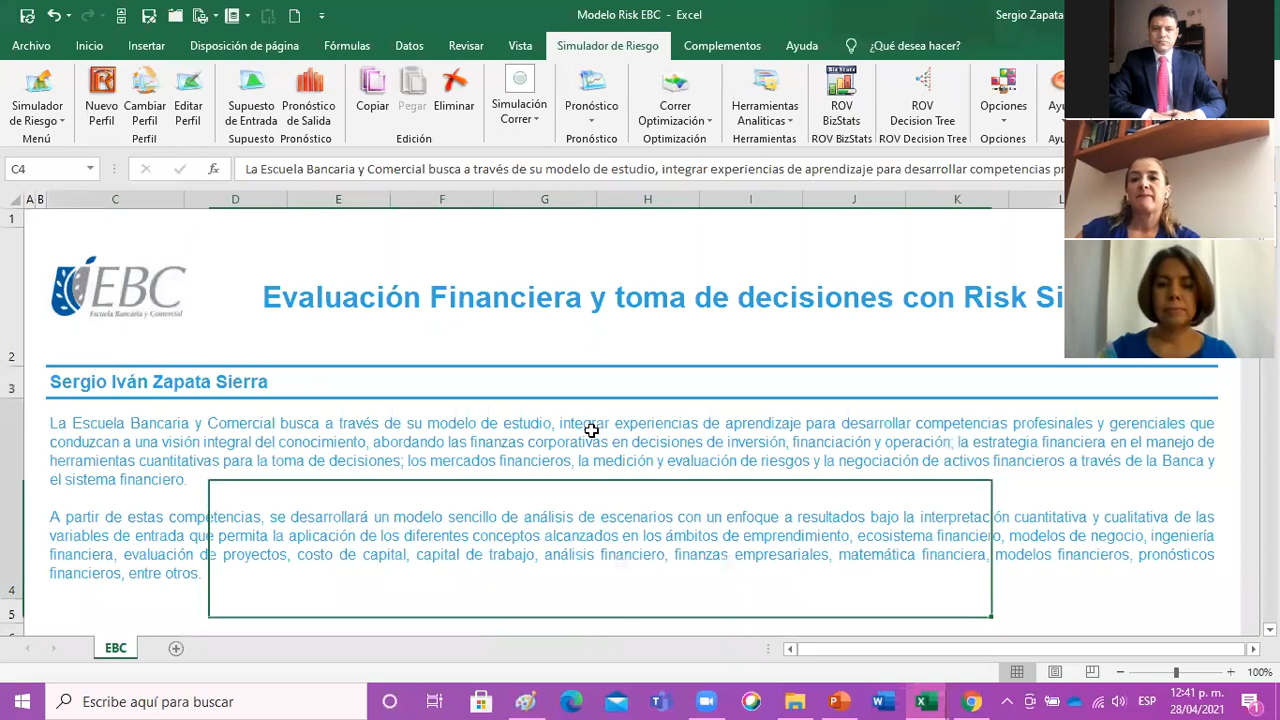 Modelo Risk EBC - Excel
Sergio Zapata
Archivo Inicio Insertar Disposición de página Fórmulas Datos Revisar Vista Simulador de Riesgo Complementos Ayuda ¿Qué desea hacer?
Simulador de Riesgo
Nuevo Perfil
Cambiar Perfil
Editar Perfil
Supuesto de Entrada
Pronóstico de Salida
Copiar
Pegar
Eliminar
Simulación Correr
Pronóstico
Correr Optimización
Herramientas Analíticas
Biz Stats
ROV BizStats
ROV Decision Tree
Opciones
Menú Perfil Supuesto Pronóstico Edición Pronóstico Optimización Herramientas ROV BizStats ROV Decision Tree Opciones
C4
fx
La Escuela Bancaria y Comercial busca a través de su modelo de estudio, integrar experiencias de aprendizaje para desarrollar competencias
A B C D E F G H I J K L
1
2
3
4
5
EBC
Escuela Bancaria y Comercial
Evaluación Financiera y toma de decisiones con Risk Si
Sergio Iván Zapata Sierra
La Escuela Bancaria y Comercial busca a través de su modelo de estudio, integrar experiencias de aprendizaje para desarrollar competencias profesinales y gerenciales que
conduzcan a una visión integral del conocimiento, abordando las finanzas corporativas en decisiones de inversión, financiación y operación; la estrategia financiera en el manejo de
herramientas cuantitativas para la toma de decisiones; los mercados financieros, la medición y evaluación de riesgos y la negociación de activos financieros a través de la Banca y
el sistema financiero.
A partir de estas competencias, se desarrollará un modelo sencillo de análisis de escenarios con un enfoque a resultados bajo la interpretación cuantitativa y cualitativa de las
variables de entrada que permita la aplicación de los diferentes conceptos alcanzados en los ámbitos de emprendimiento, ecosistema financiero, modelos de negocio, ingeniería
financiera, evaluación de proyectos, costo de capital, capital de trabajo, análisis financiero, finanzas empresariales, matemática financiera, modelos financieros, pronósticos
financieros, entre otros.
EBC
100%
Escribe aquí para buscar
ESP
12:41 p. m.
28/04/2021
1